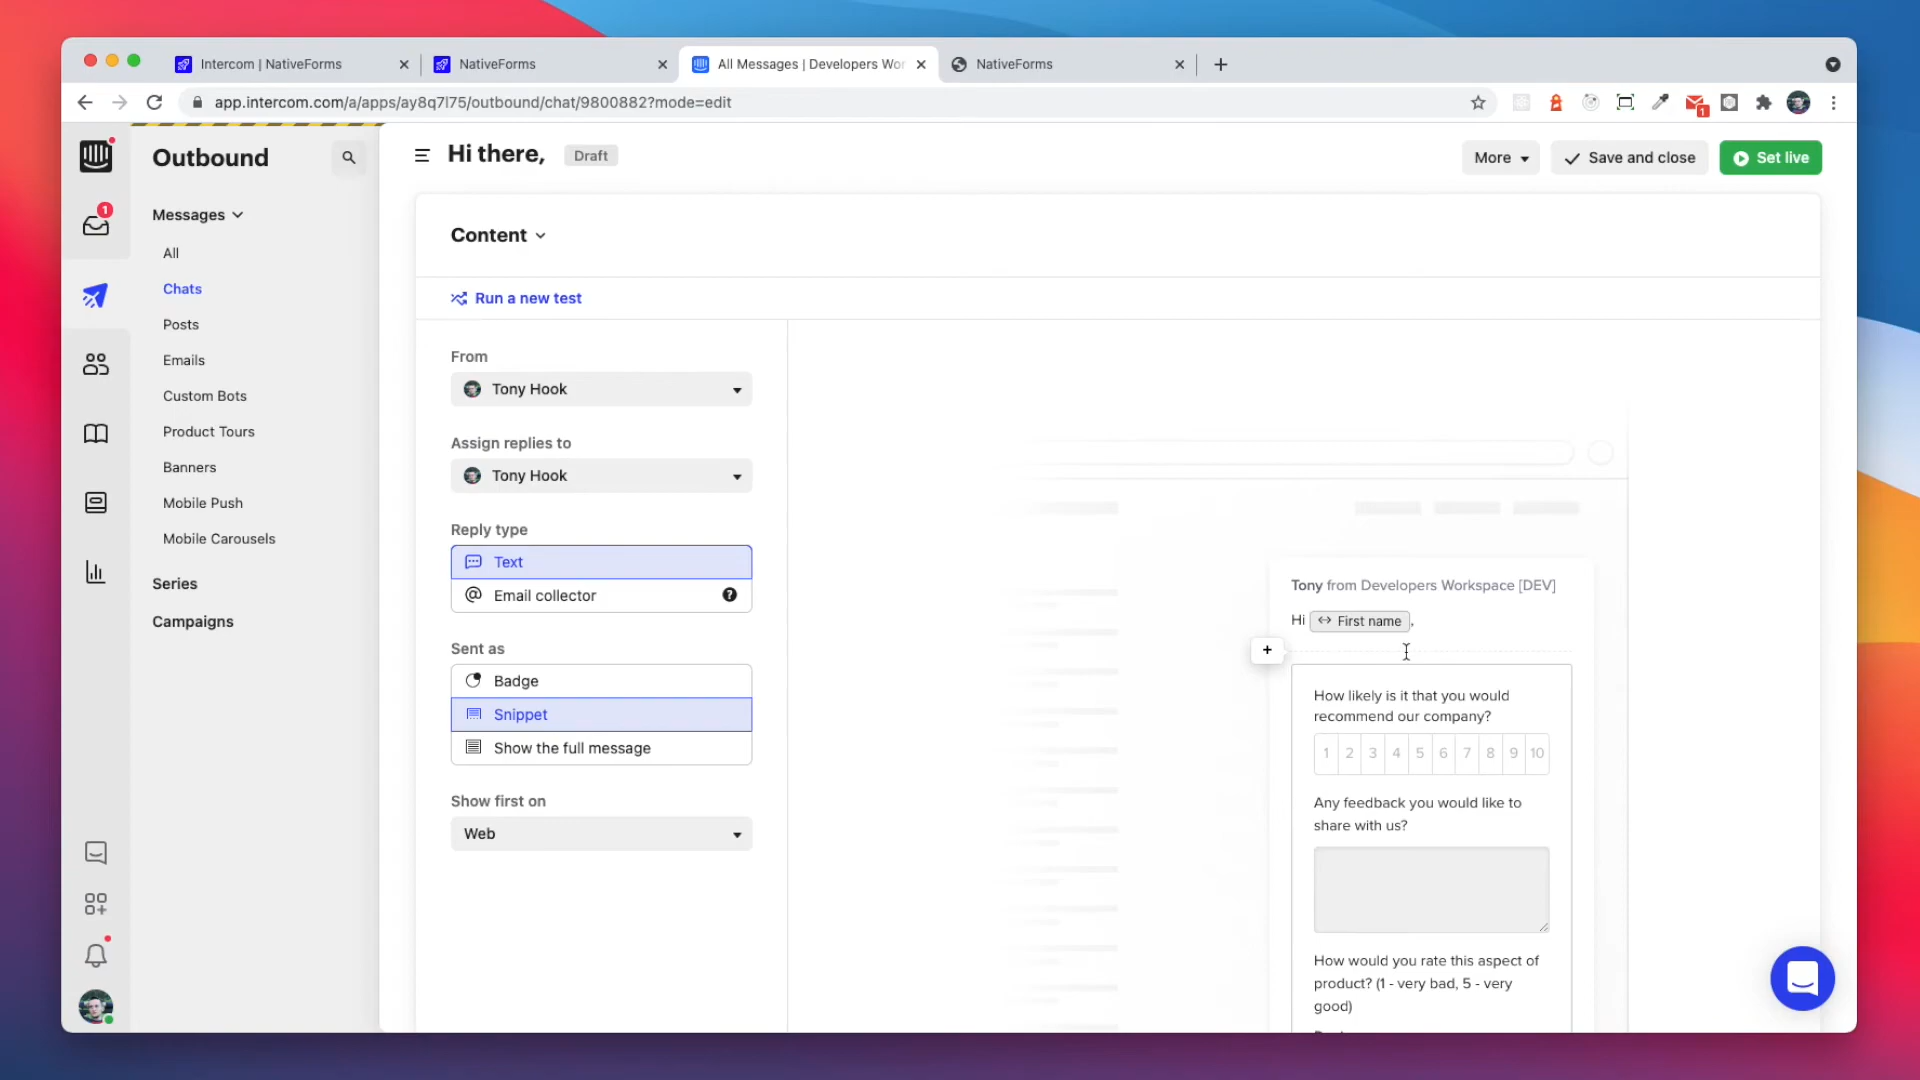 Intercom | NativeForms
NativeForms
All Messages | Developers Wor
NativeForms
app.intercom.com/a/apps/ay8q7l75/outbound/chat/9800882?mode=edit
1
Outbound
Hi there,
Draft
More
Save and close
Set live
1
Messages
All
Chats
Posts
Emails
Custom Bots
Product Tours
Banners
Mobile Push
Mobile Carousels
Series
Campaigns
Content
Run a new test
From
Tony Hook
Assign replies to
Tony Hook
Reply type
Text
@ Email collector ?
Sent as
Badge
Snippet
Show the full message
Show first on
Web
Tony from Developers Workspace [DEV]
Hi First name,
+
How likely is it that you would
recommend our company?
1 2 3 4 5 6 7 8 9 10
Any feedback you would like to
share with us?
How would you rate this aspect of
product? (1 - very bad, 5 - very
good)